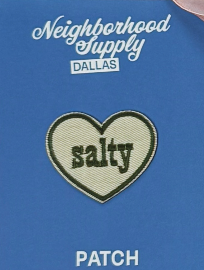 Neighborhood
Supply
DALLAS
salty
PATCH